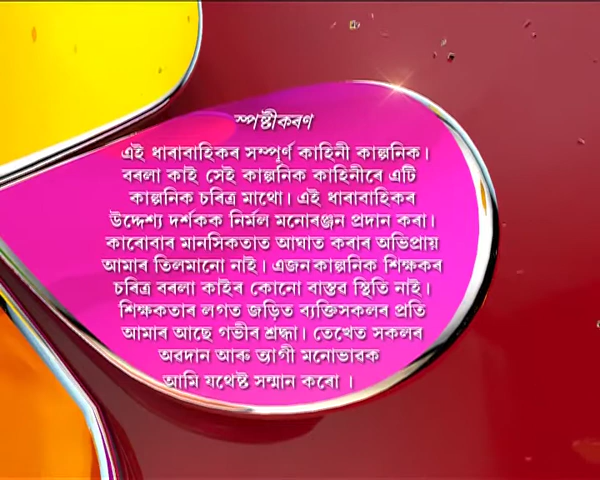 স্পষ্টীকৰণ
এই ধাৰাবাহিকৰ সম্পূৰ্ণ কাহিনী কাল্পনিক।
বৰলা কাই সেই কাল্পনিক কাহিনীৰে এটি
কাল্পনিক চৰিত্ৰ মাথো। এই ধাৰাবাহিকৰ
উদ্দেশ্য দৰ্শকক নিৰ্মল মনোৰঞ্জন প্ৰদান কৰা।
কাৰোবাৰ মানসিকতাত আঘাত কৰাৰ অভিপ্ৰায়
আমাৰ তিলমানো নাই। এজন কাল্পনিক শিক্ষকৰ
চৰিত্ৰ বৰলা কাইৰ কোনো বাস্তৱ স্থিতি নাই।
শিক্ষকতাৰ লগত জড়িত ব্যক্তিসকলৰ প্ৰতি
আমাৰ আছে গভীৰ শ্ৰদ্ধা। তেখেত সকলৰ
অৱদান আৰু ত্যাগী মনোভাৱক
আমি যথেষ্ট সন্মান কৰো ।